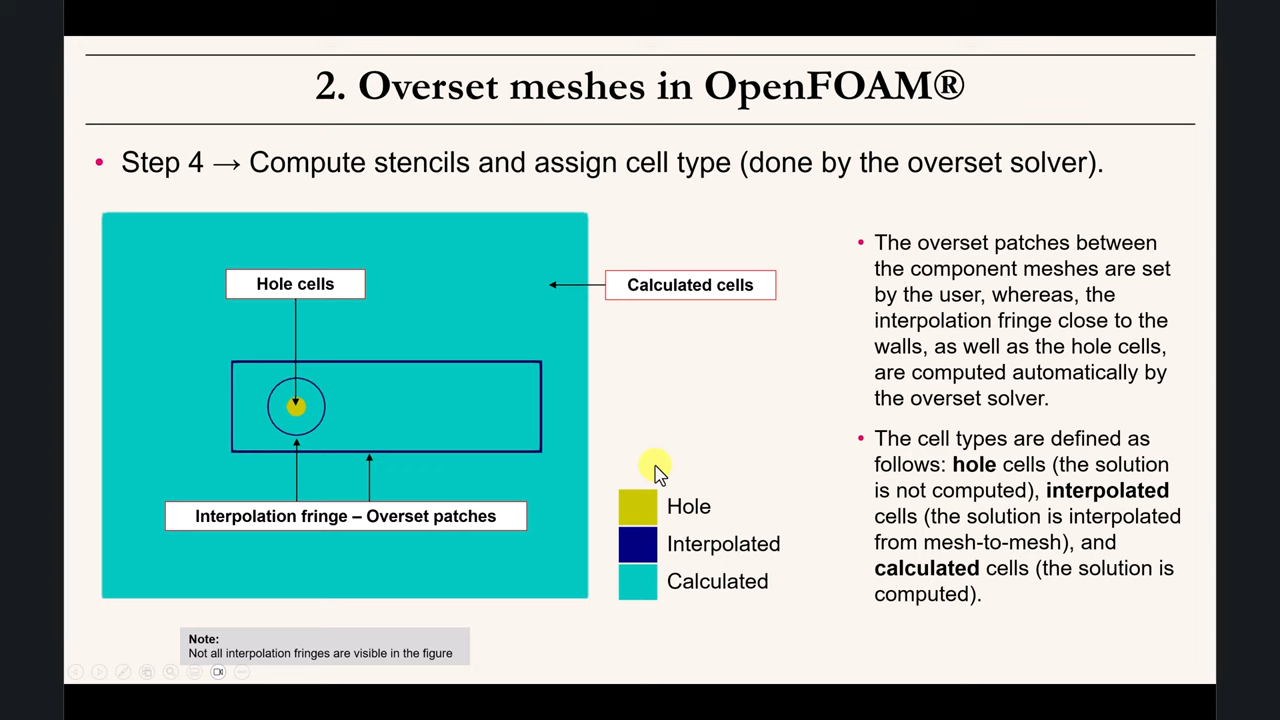 2. Overset meshes in OpenFOAM®
• Step 4 → Compute stencils and assign cell type (done by the overset solver).
Hole cells
Calculated cells
Interpolation fringe – Overset patches
Hole
Interpolated
Calculated
Note:
Not all interpolation fringes are visible in the figure
• The overset patches between
the component meshes are set
by the user, whereas, the
interpolation fringe close to the
walls, as well as the hole cells,
are computed automatically by
the overset solver.
• The cell types are defined as
follows: hole cells (the solution
is not computed), interpolated
cells (the solution is interpolated
from mesh-to-mesh), and
calculated cells (the solution is
computed).